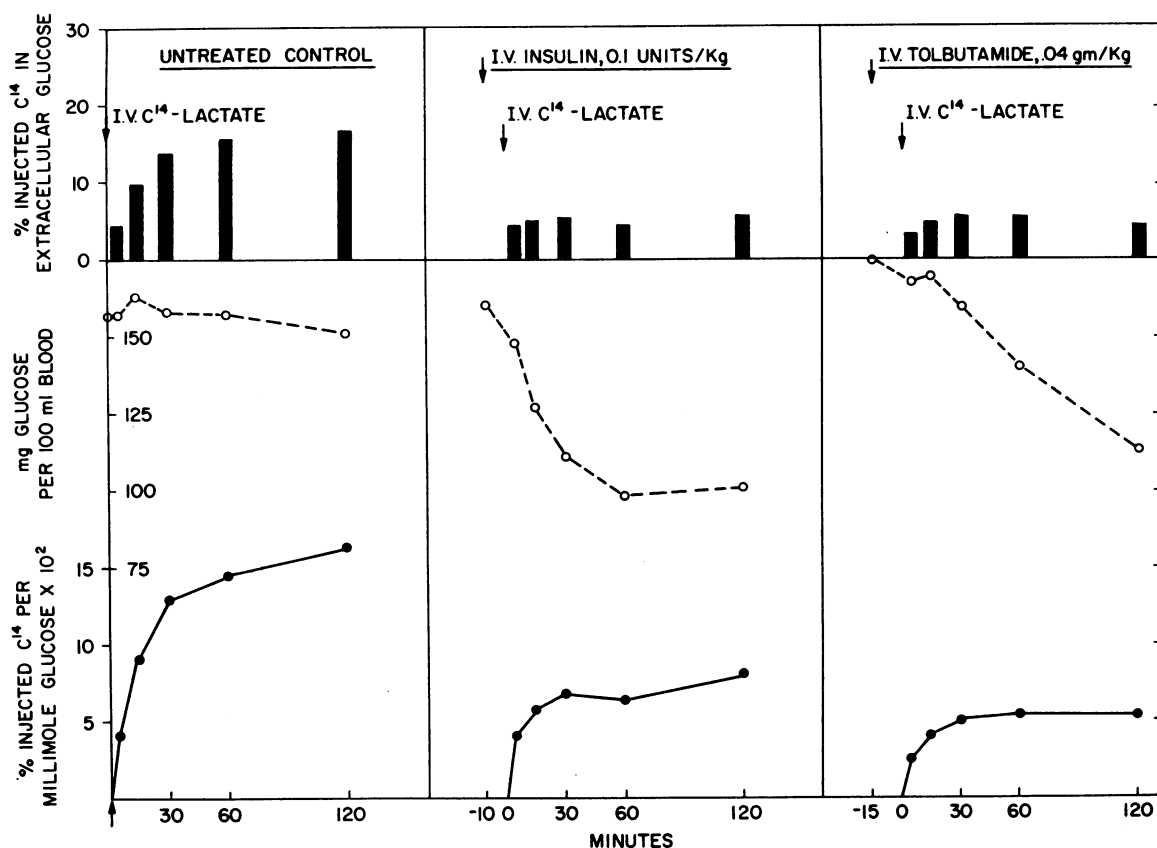 UNTREATED CONTROL
I.V. C14-LACTATE
I.V. INSULIN, 0.1 UNITS/Kg
I.V. C14-LACTATE
I.V. TOLBUTAMIDE, .04 gm/Kg
I.V. C14-LACTATE
% INJECTED C14 IN
EXTRACELLULAR GLUCOSE
30
20
10
0
mg GLUCOSE
PER 100 ml BLOOD
150
125
100
75
% INJECTED C14 PER
MILLIMOLE GLUCOSE X 10²
15
10
5
30 60 120
-10 0 30 60 120
-15 0 30 60 120
MINUTES